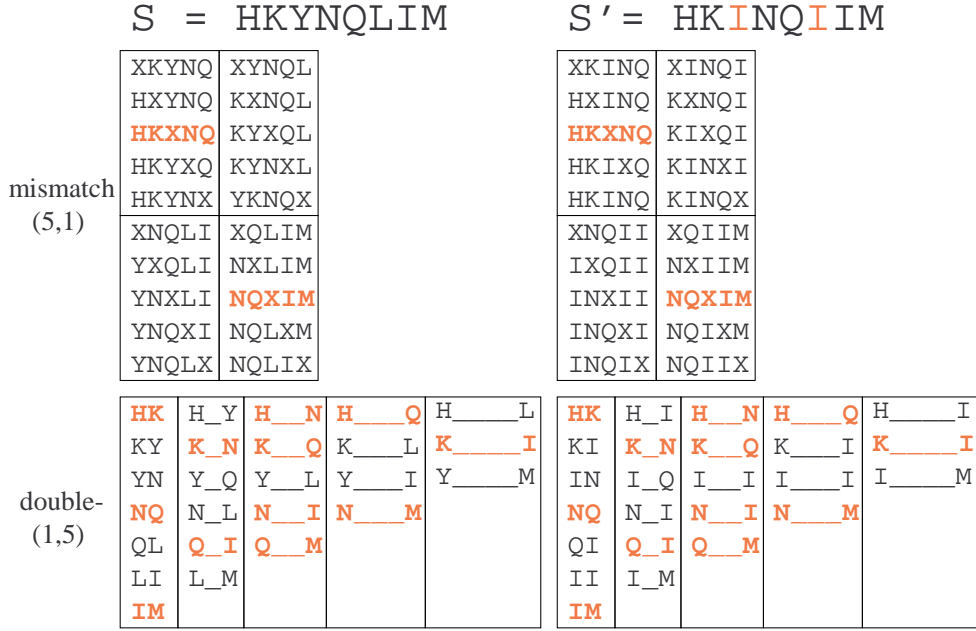 S = HKYNQLIM S′= HKINQIIM
XKYNQ XYNQL XKINQ XINQI
HXYNQ KXNQL HXINQ KXNQI
HKXNQ KYXQL HKXNQ KIXQI
HKYXQ KYNXL HKIXQ KINXI
HKYNX YKNQX HKINQ KINQX
mismatch
(5,1)
XNQLI XQLIM XNQII XQIIM
YXQLI NXLIM IXQII NXIIM
YNXLI NQXIM INXII NQXIM
YNQXI NQLXM INQXI NQIXM
YNQLX NQLIX INQIX NQIIX
HK H_Y H__N H___Q H____L HK H_I H__N H___Q H____I
KY K_N K__Q K___L K____I KI K_N K__Q K___I K____I
YN Y_Q Y__L Y___I Y____M IN I_Q I__I I___I I____M
double-
(1,5)
NQ N_L N__I N___M NQ N_I N__I N___M
QL Q_I Q__M QI Q_I Q__M
LI L_M II I_M
IM IM